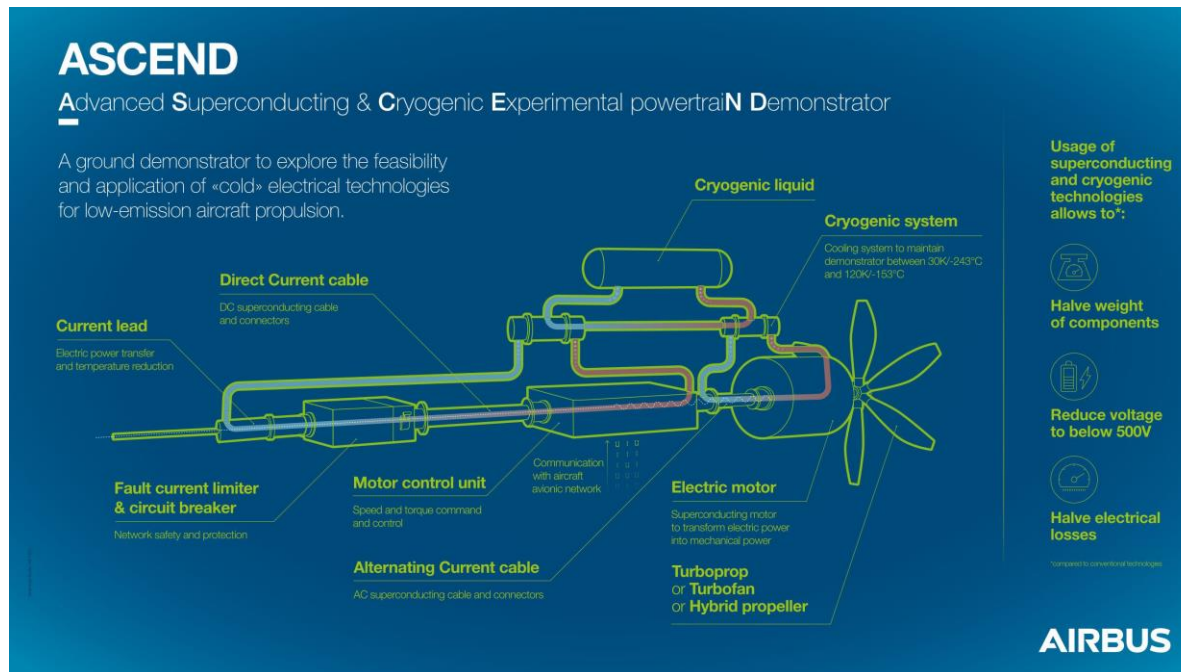 ASCEND
Advanced Superconducting & Cryogenic Experimental powertraiN Demonstrator
A ground demonstrator to explore the feasibility
and application of «cold» electrical technologies
for low-emission aircraft propulsion.
Cryogenic liquid
Cryogenic system
Cooling system to maintain
demonstrator between 30K/-243°C
and 120K/-153°C
Direct Current cable
DC superconducting cable
and connectors
Current lead
Electric power transfer
and temperature reduction
Fault current limiter
& circuit breaker
Network safety and protection
Motor control unit
Speed and torque command
and control
Communication
with aircraft
avionic network
Alternating Current cable
AC superconducting cable and connectors
Electric motor
Superconducting motor
to transform electric power
into mechanical power
Turboprop
or Turbofan
or Hybrid propeller
Usage of
superconducting
and cryogenic
technologies
allows to*:
Halve weight
of components
Reduce voltage
to below 500V
Halve electrical
losses
*compared to conventional technologies
AIRBUS